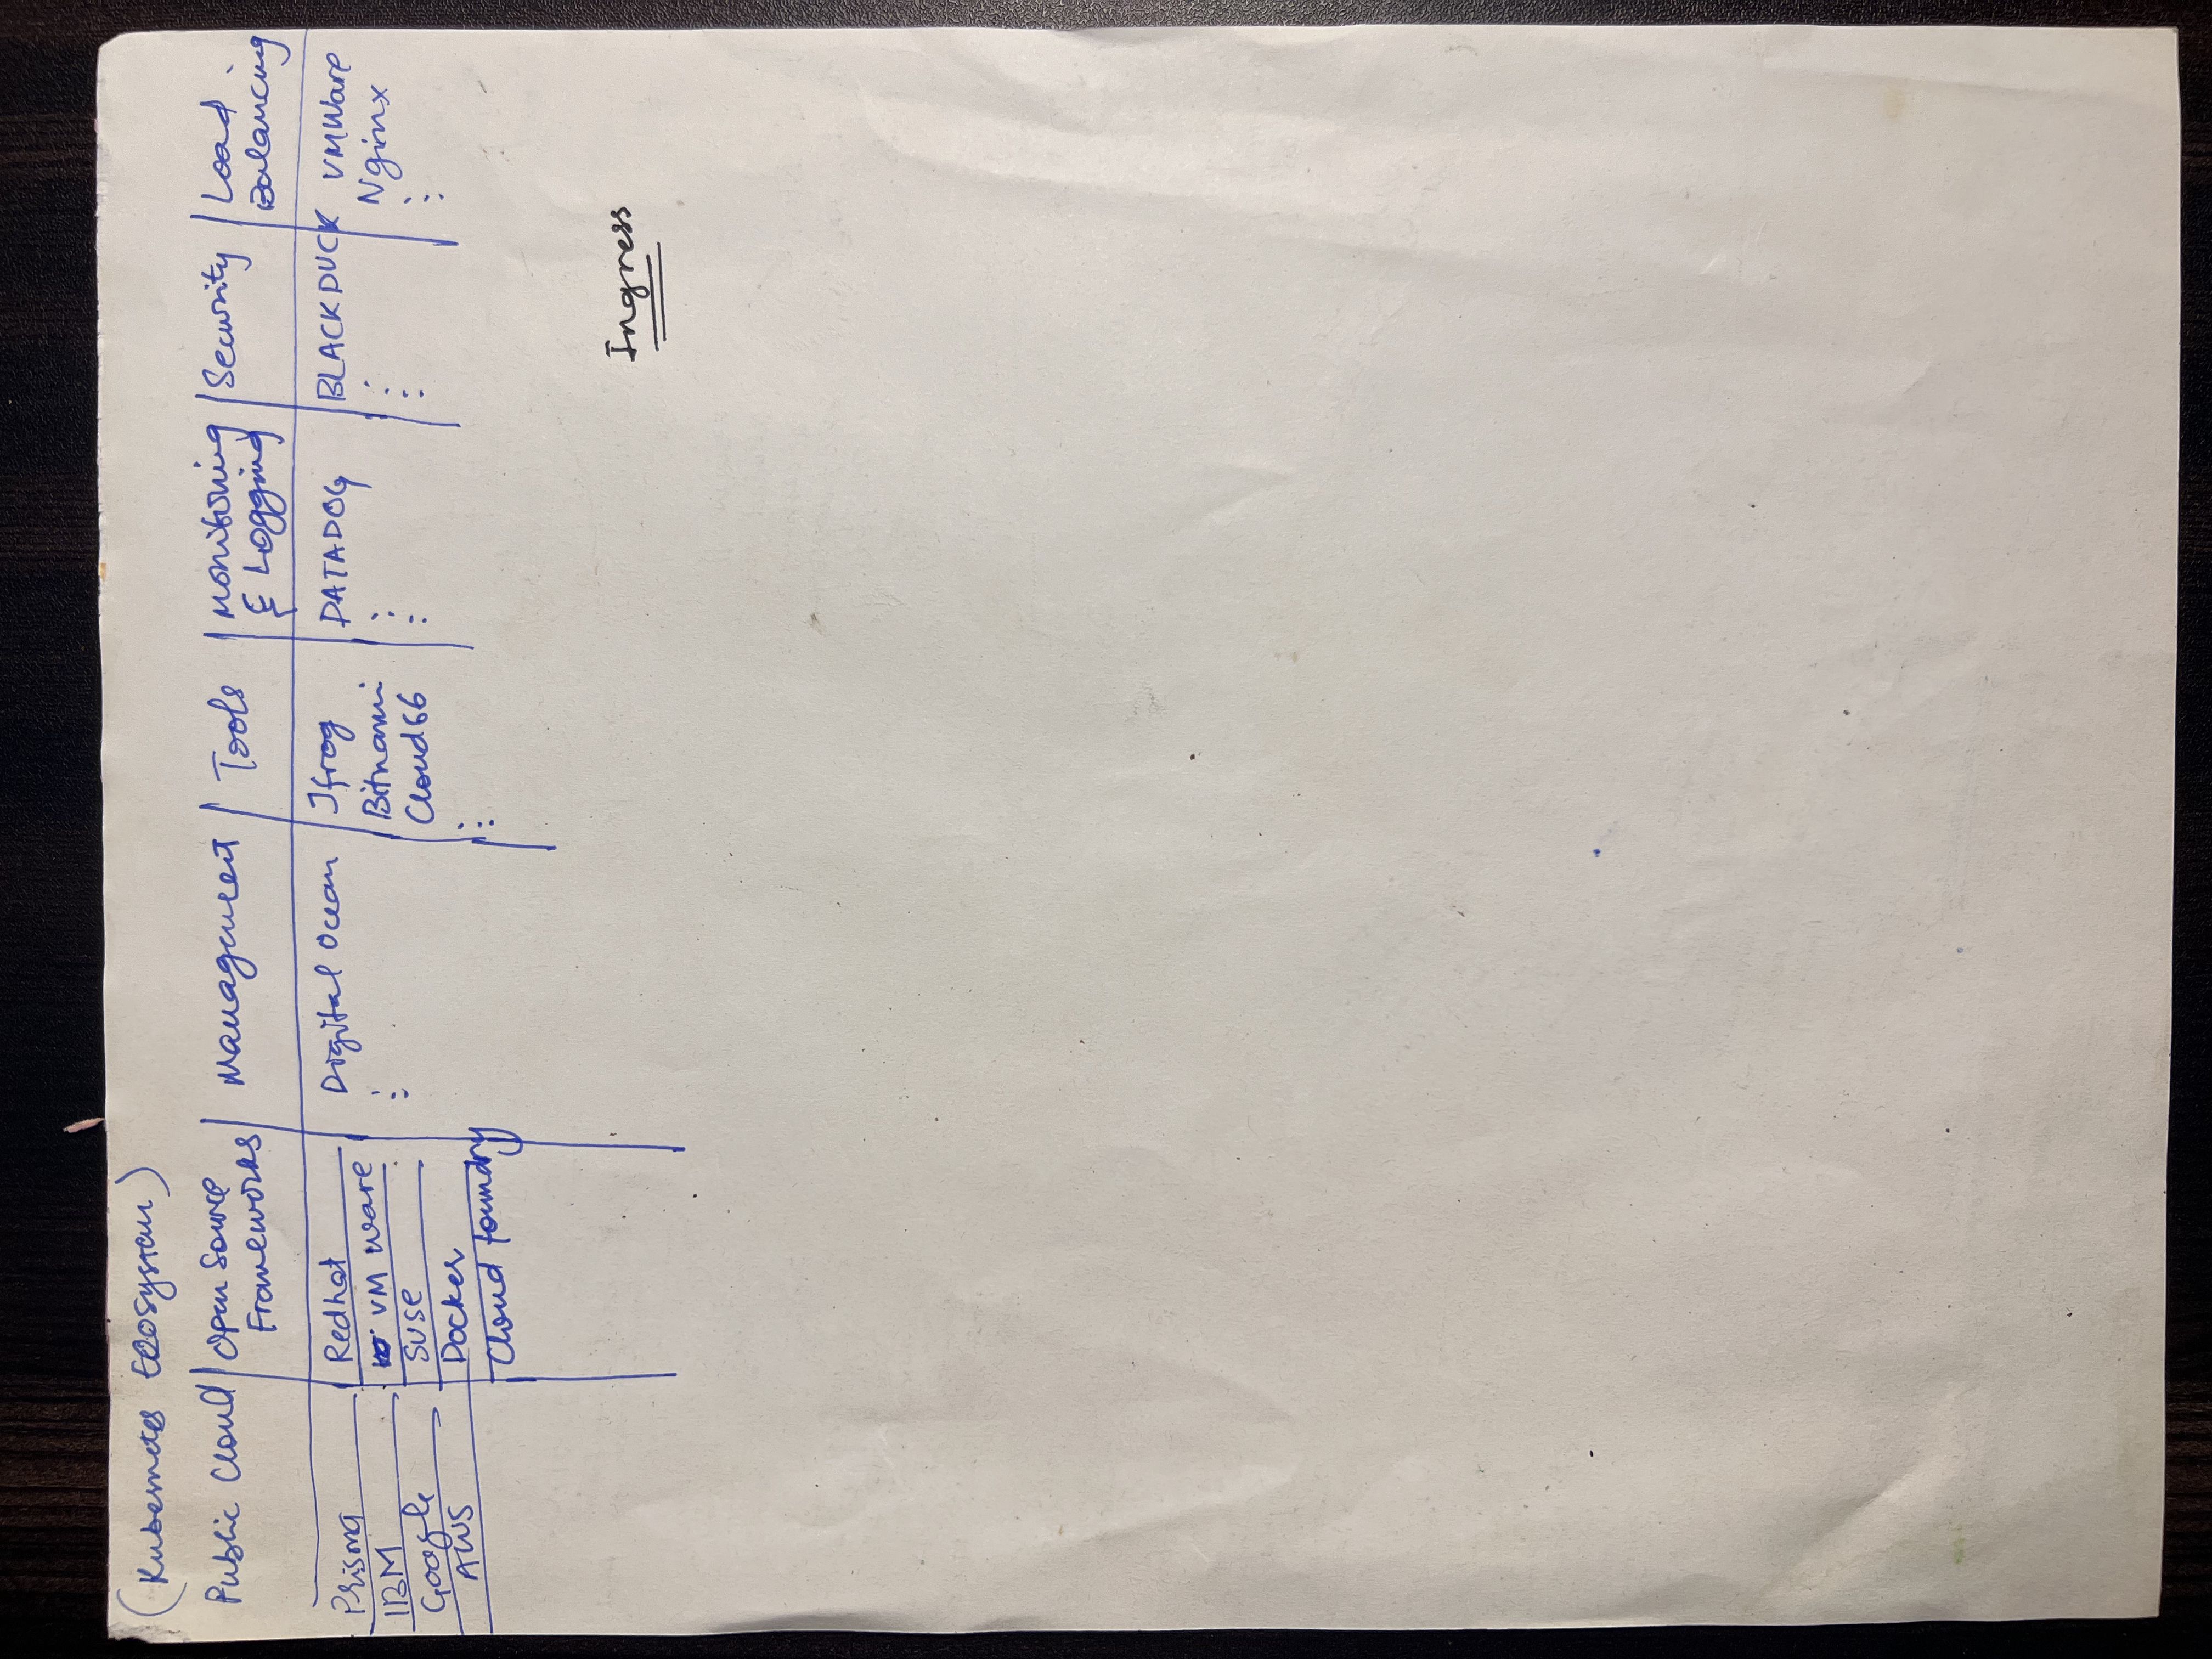 (Kubernetes Ecosystem)
Public Cloud
Open Source
Frameworks
Management
Tools
Monitoring
& Logging
Security
Load
Balancing
Prisma
IBM
Google
AWS
Redhat
VM Ware
SUSE
Docker
Cloud foundry
Digital Ocean
:
Jfrog
Bitnami
Cloud66
:
DATADOG
:
BLACKDUCK
:
VMWare
Nginx
:
Ingress